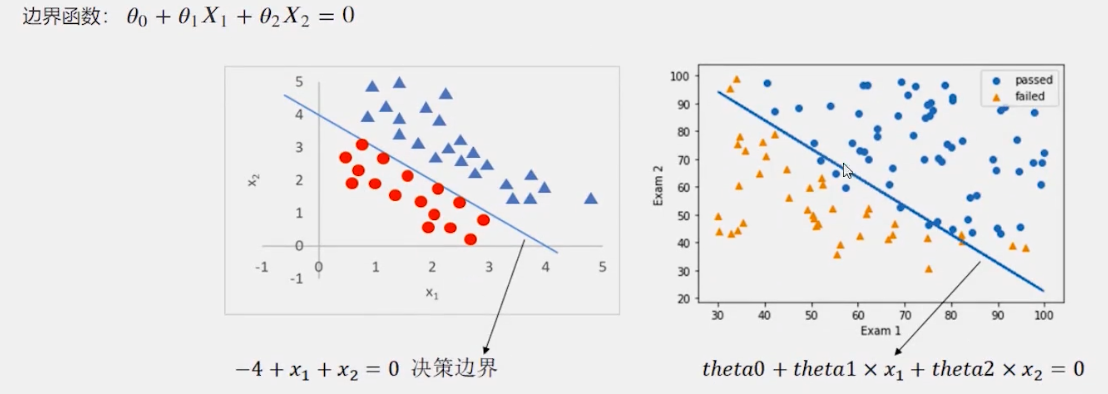 边界函数: θ₀ + θ₁X₁ + θ₂X₂ = 0
5
4
3
2
1
0
-1
-1 0 1 2 3 4 5
x₂
x₁
-4 + x₁ + x₂ = 0 决策边界
100
90
80
70
60
50
40
30
20
30 40 50 60 70 80 90 100
Exam 2
Exam 1
passed
failed
theta0 + theta1 × x₁ + theta2 × x₂ = 0